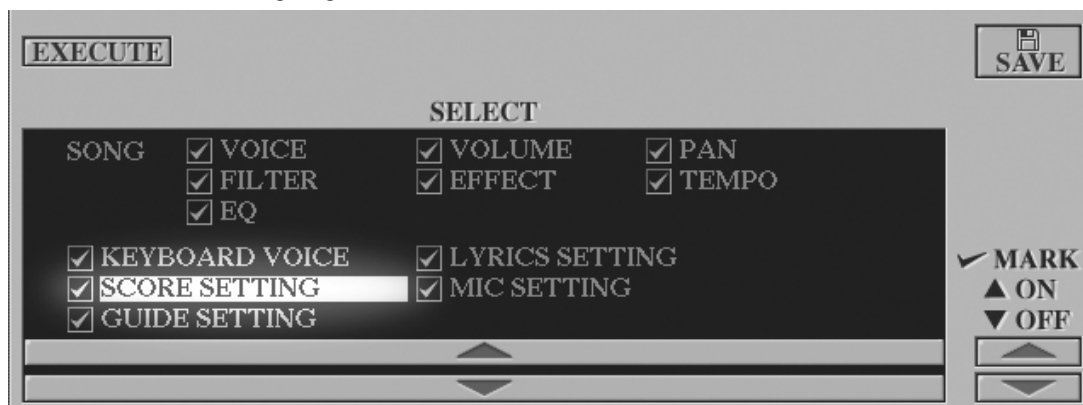 EXECUTE
SAVE
SELECT
SONG VOICE VOLUME PAN
FILTER EFFECT TEMPO
EQ
KEYBOARD VOICE LYRICS SETTING
SCORE SETTING MIC SETTING
GUIDE SETTING
MARK
▲ ON
▼ OFF